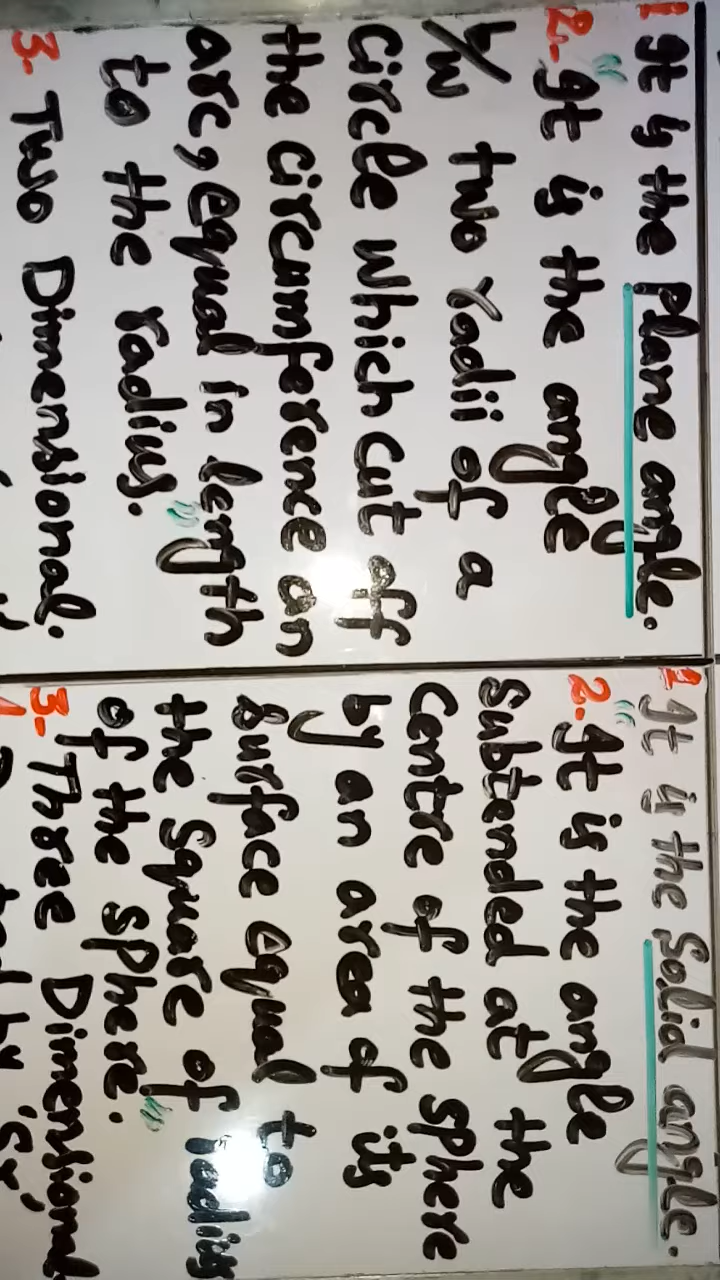 1 It is the plane angle.
2. "It is the angle
b/w two radii of a
circle which cut off
the circumference an
arc, equal in length
to the radius."
3. Two Dimensional.
1 It is the Solid angle.
2. "It is the angle
subtended at the
centre of the sphere
by an area of its
surface equal to
the square of radius
of the sphere."
3- Three Dimensional
by 'Sr'